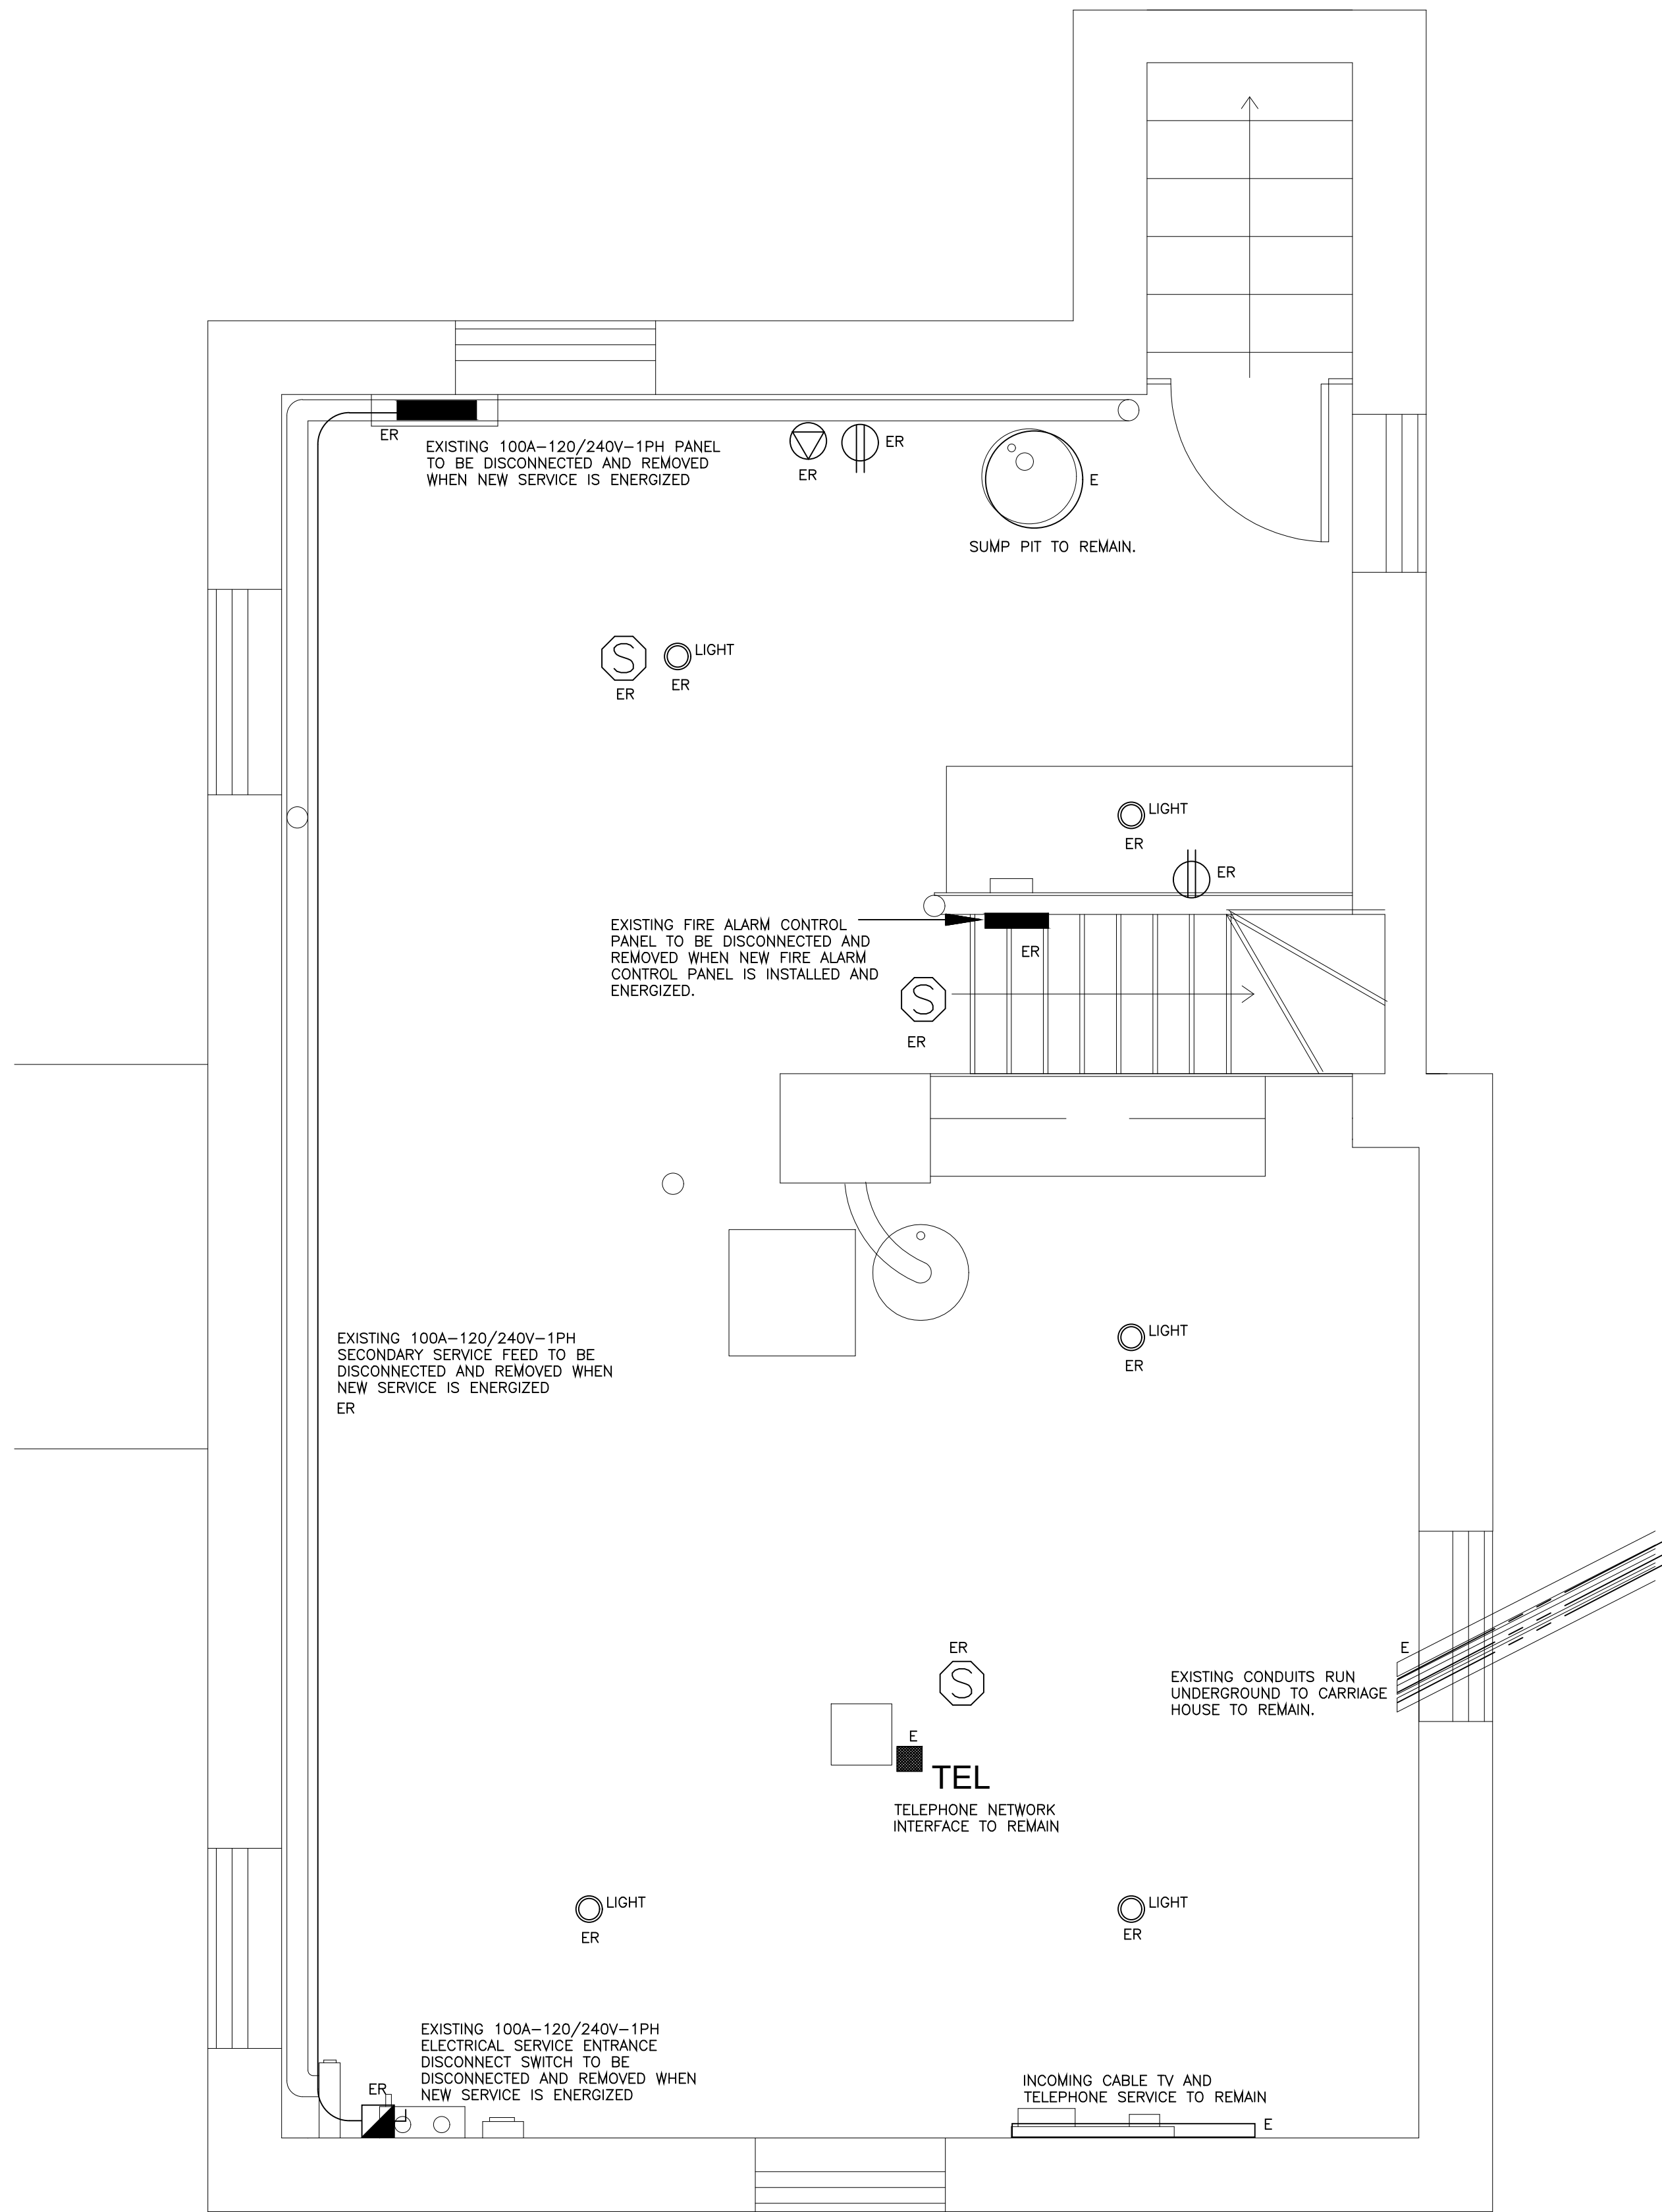 ER
EXISTING 100A-120/240V-1PH PANEL
TO BE DISCONNECTED AND REMOVED
WHEN NEW SERVICE IS ENERGIZED
ER
ER
E
SUMP PIT TO REMAIN.
S
ER
LIGHT
ER
LIGHT
ER
ER
EXISTING FIRE ALARM CONTROL
PANEL TO BE DISCONNECTED AND
REMOVED WHEN NEW FIRE ALARM
CONTROL PANEL IS INSTALLED AND
ENERGIZED.
ER
S
ER
EXISTING 100A-120/240V-1PH
SECONDARY SERVICE FEED TO BE
DISCONNECTED AND REMOVED WHEN
NEW SERVICE IS ENERGIZED
ER
LIGHT
ER
ER
S
E
EXISTING CONDUITS RUN
UNDERGROUND TO CARRIAGE
HOUSE TO REMAIN.
E
TEL
TELEPHONE NETWORK
INTERFACE TO REMAIN
LIGHT
ER
LIGHT
ER
EXISTING 100A-120/240V-1PH
ELECTRICAL SERVICE ENTRANCE
DISCONNECT SWITCH TO BE
DISCONNECTED AND REMOVED WHEN
NEW SERVICE IS ENERGIZED
ER
INCOMING CABLE TV AND
TELEPHONE SERVICE TO REMAIN
E